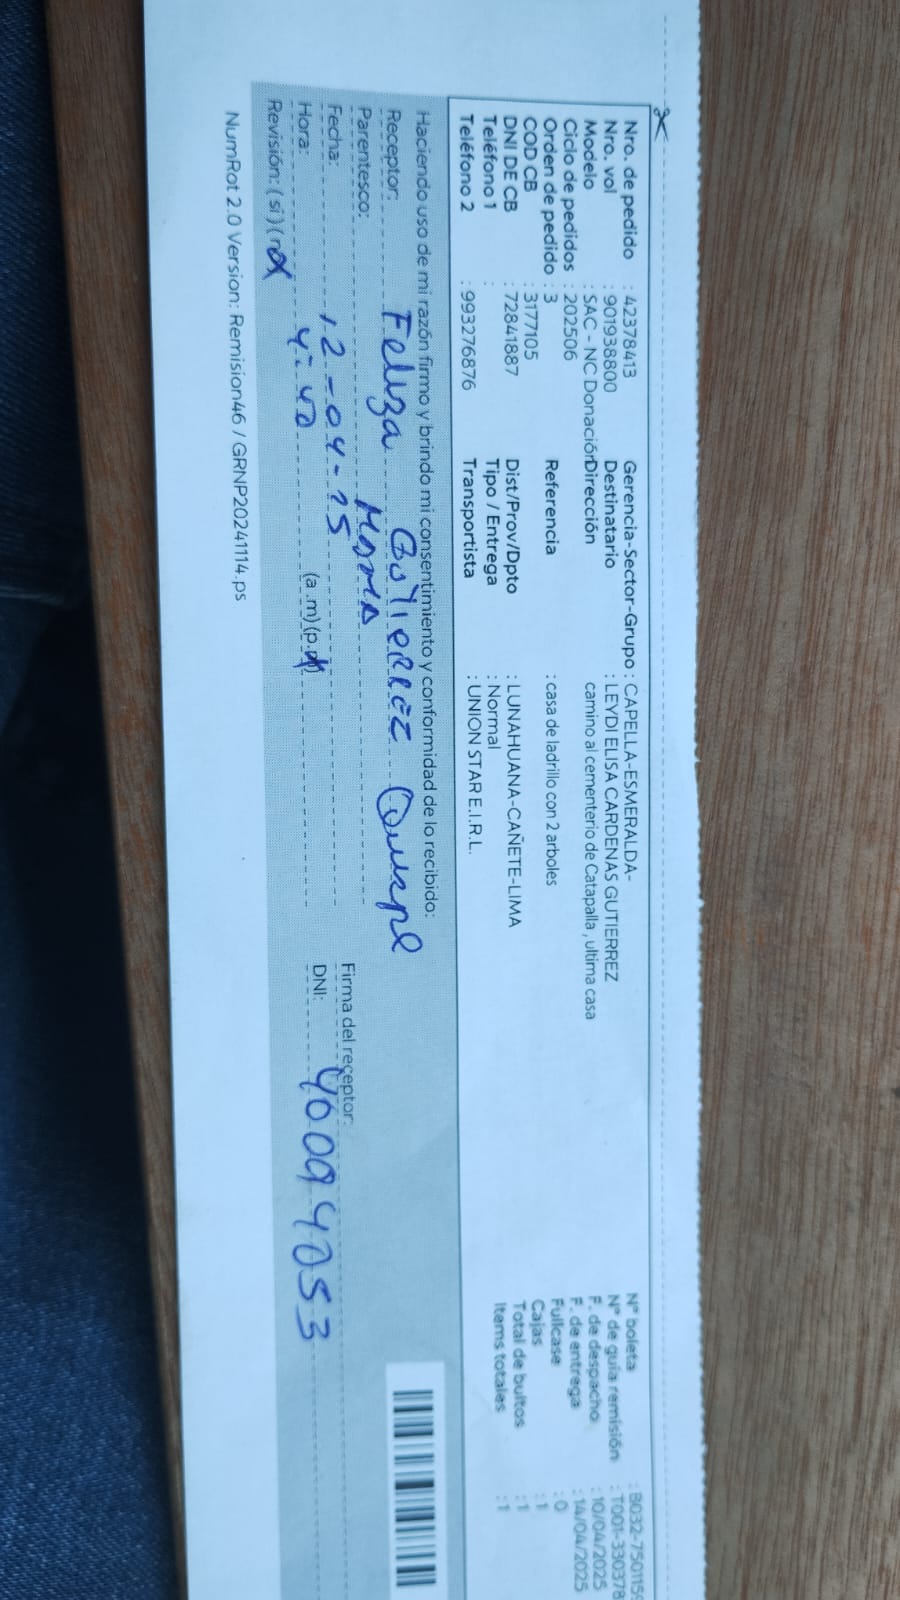 Nro. de pedido : 42378413 Gerencia-Sector-Grupo : CAPELLA-ESMERALDA- N° boleta : B032-7501159
Nro. vol : 901938800 Destinatario : LEYDI ELISA CARDENAS GUTIERREZ N° de guía remisión : T001-330378
Modelo : SAC - NC Donación Dirección camino al cementerio de Catapalla , ultima casa F. de despacho : 10/04/2025
Ciclo de pedidos : 202506 F. de entrega : 14/04/2025
Orden de pedido : 3 Referencia : casa de ladrillo con 2 arboles Fullcase : 0
COD CB : 3177105 Cajas : 1
DNI DE CB : 72841887 Dist/Prov/Dpto : LUNAHUANA-CAÑETE-LIMA Total de bultos : 1
Teléfono 1 : Tipo / Entrega : Normal Items totales : 1
Teléfono 2 : 993276876 Transportista : UNION STAR E.I.R.L.
Haciendo uso de mi razón firmo y brindo mi consentimiento y conformidad de lo recibido:
Receptor: Feliza Gutierrez
Parentesco: Mama
Firma del receptor:
Fecha: 12-04-25
DNI: 40094053
Hora: 4:40 (a .m) (p.m)
Revisión: (si) (no)
NumRot 2.0 Version: Remision46 / GRNP20241114.ps